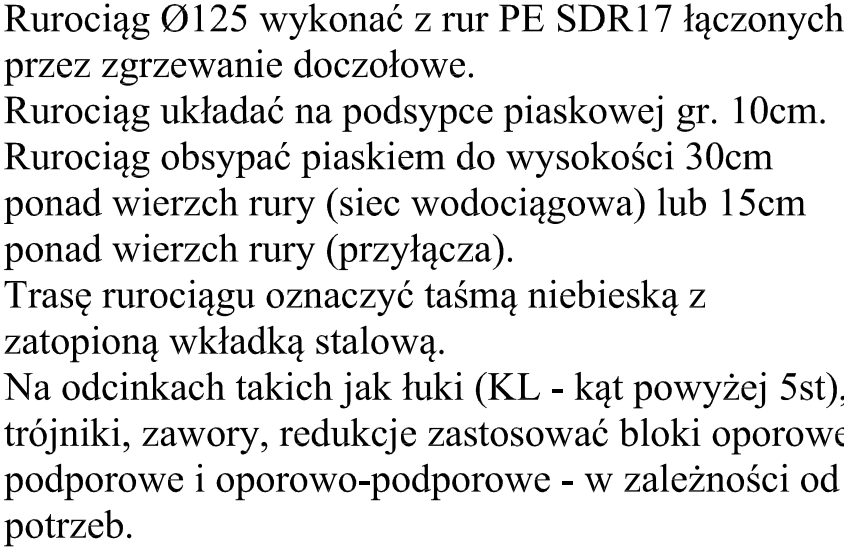 Rurociąg Ø125 wykonać z rur PE SDR17 łączonych
przez zgrzewanie doczołowe.
Rurociąg układać na podsypce piaskowej gr. 10cm.
Rurociąg obsypać piaskiem do wysokości 30cm
ponad wierzch rury (siec wodociągowa) lub 15cm
ponad wierzch rury (przyłącza).
Trasę rurociągu oznaczyć taśmą niebieską z
zatopioną wkładką stalową.
Na odcinkach takich jak łuki (KL - kąt powyżej 5st),
trójniki, zawory, redukcje zastosować bloki oporowe
podporowe i oporowo-podporowe - w zależności od
potrzeb.